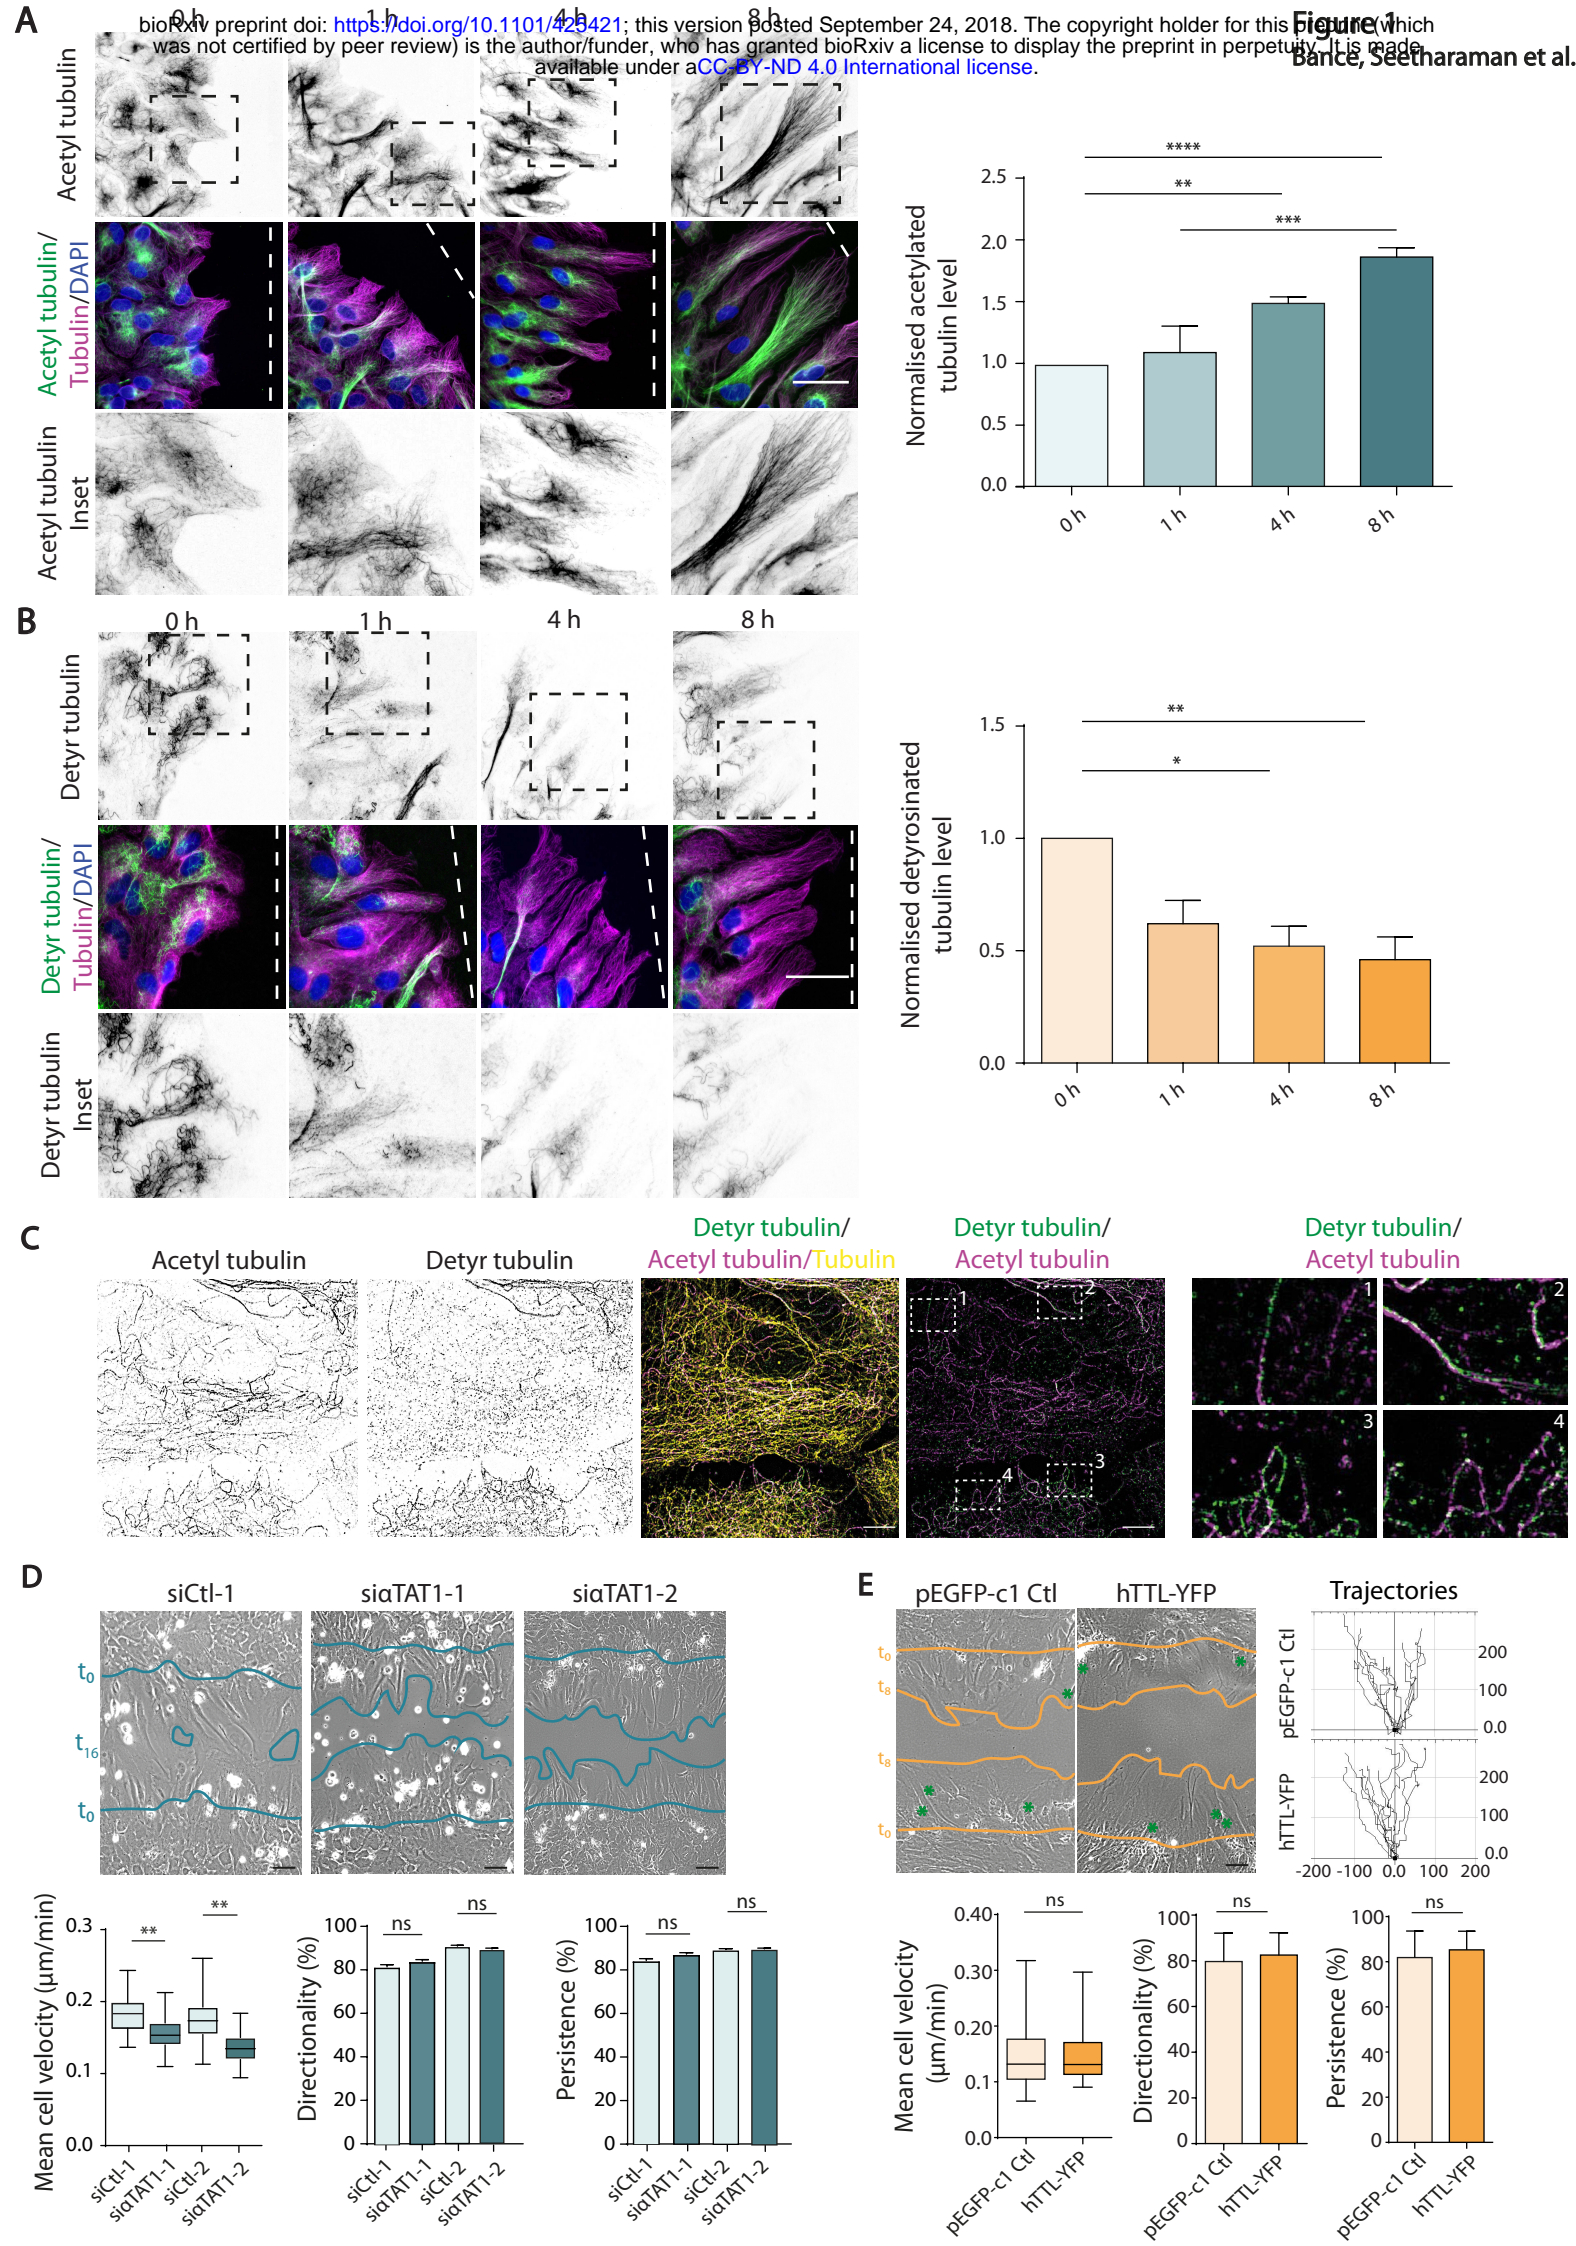 A
0 h
1 h
4 h
8 h
bioRxiv preprint doi: https://doi.org/10.1101/425421; this version posted September 24, 2018. The copyright holder for this preprint (which
was not certified by peer review) is the author/funder, who has granted bioRxiv a license to display the preprint in perpetuity. It is made
available under aCC-BY-ND 4.0 International license.
Figure 1
Bance, Seetharaman et al.
Acetyl tubulin
Acetyl tubulin/
Tubulin/DAPI
Acetyl tubulin
Inset
Normalised acetylated
tubulin level
2.5
2.0
1.5
1.0
0.5
0.0
****
**
***
0 h
1 h
4 h
8 h
B
0 h
1 h
4 h
8 h
Detyr tubulin
Detyr tubulin/
Tubulin/DAPI
Detyr tubulin
Inset
Normalised detyrosinated
tubulin level
1.5
1.0
0.5
0.0
**
*
0 h
1 h
4 h
8 h
C
Acetyl tubulin
Detyr tubulin
Detyr tubulin/
Acetyl tubulin/Tubulin
Detyr tubulin/
Acetyl tubulin
Detyr tubulin/
Acetyl tubulin
1
2
3
4
1
2
3
4
D
siCtl-1
siαTAT1-1
siαTAT1-2
t0
t16
t0
Mean cell velocity (µm/min)
0.3
0.2
0.1
0.0
**
**
siCtl-1
siαTAT1-1
siCtl-2
siαTAT1-2
Directionality (%)
100
80
60
40
20
0
ns
ns
siCtl-1
siαTAT1-1
siCtl-2
siαTAT1-2
Persistence (%)
100
80
60
40
20
0
ns
ns
siCtl-1
siαTAT1-1
siCtl-2
siαTAT1-2
E
pEGFP-c1 Ctl
hTTL-YFP
Trajectories
t0
t8
t8
t0
* * * * * * * * *
pEGFP-c1 Ctl
200
100
0.0
hTTL-YFP
200
100
0.0
-200 -100 0.0 100 200
Mean cell velocity
(µm/min)
0.40
0.30
0.20
0.1
0.0
ns
pEGFP-c1 Ctl
hTTL-YFP
Directionality (%)
100
80
60
40
20
0
ns
pEGFP-c1 Ctl
hTTL-YFP
Persistence (%)
100
80
60
40
20
0
ns
pEGFP-c1 Ctl
hTTL-YFP